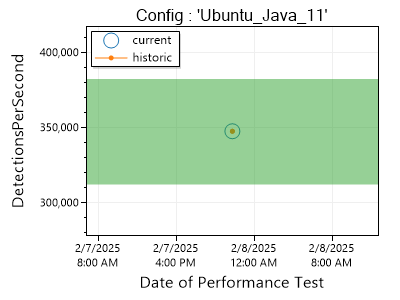 Config : 'Ubuntu_Java_11'
current
historic
400,000
350,000
300,000
DetectionsPerSecond
2/7/2025 2/7/2025 2/8/2025 2/8/2025
8:00 AM 4:00 PM 12:00 AM 8:00 AM
Date of Performance Test